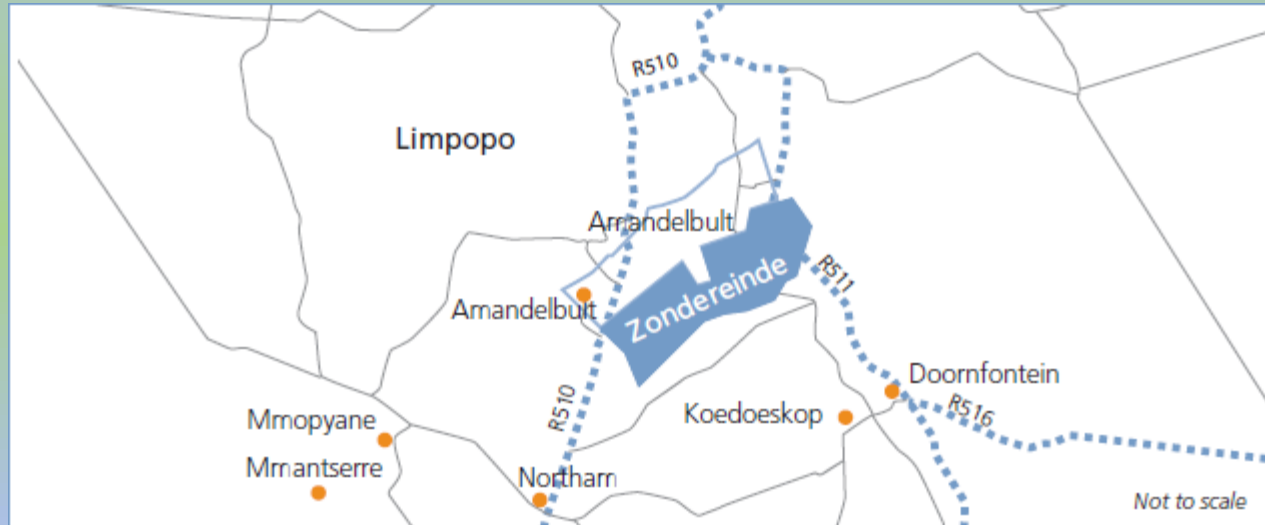 R510
Limpopo
Amandelbult
Zondereinde
R511
Amandelbult
Doornfontein
R510
R516
Koedoeskop
Mmopyane
Mmantserre
Northam
Not to scale